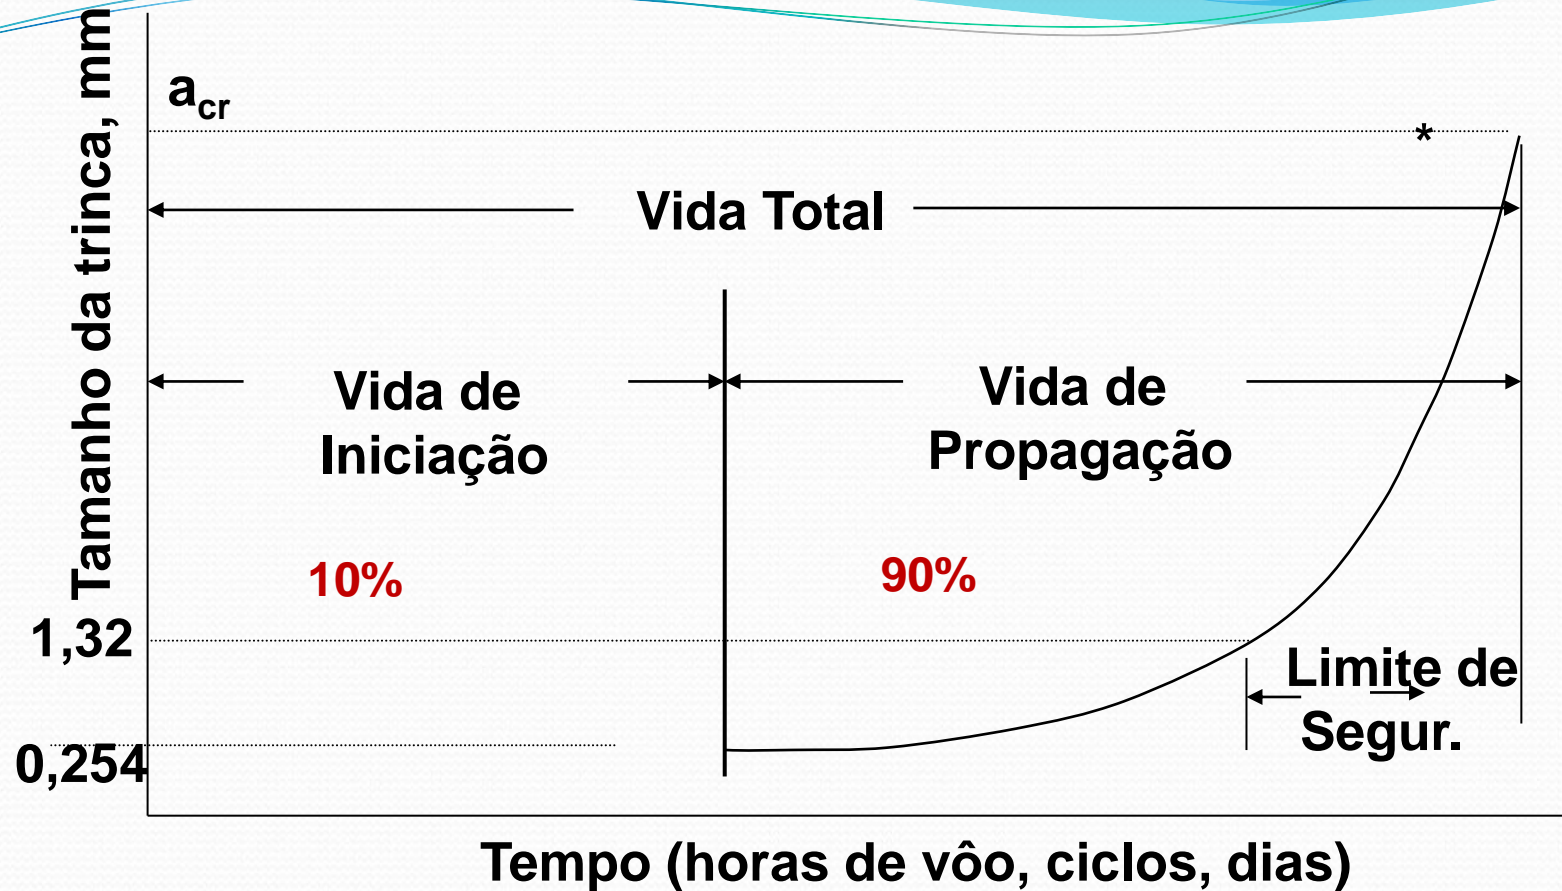 Tamanho da trinca, mm
acr
*
Vida Total
Vida de
Iniciação
Vida de
Propagação
10%
90%
1,32
Limite de
Segur.
0,254
Tempo (horas de vôo, ciclos, dias)